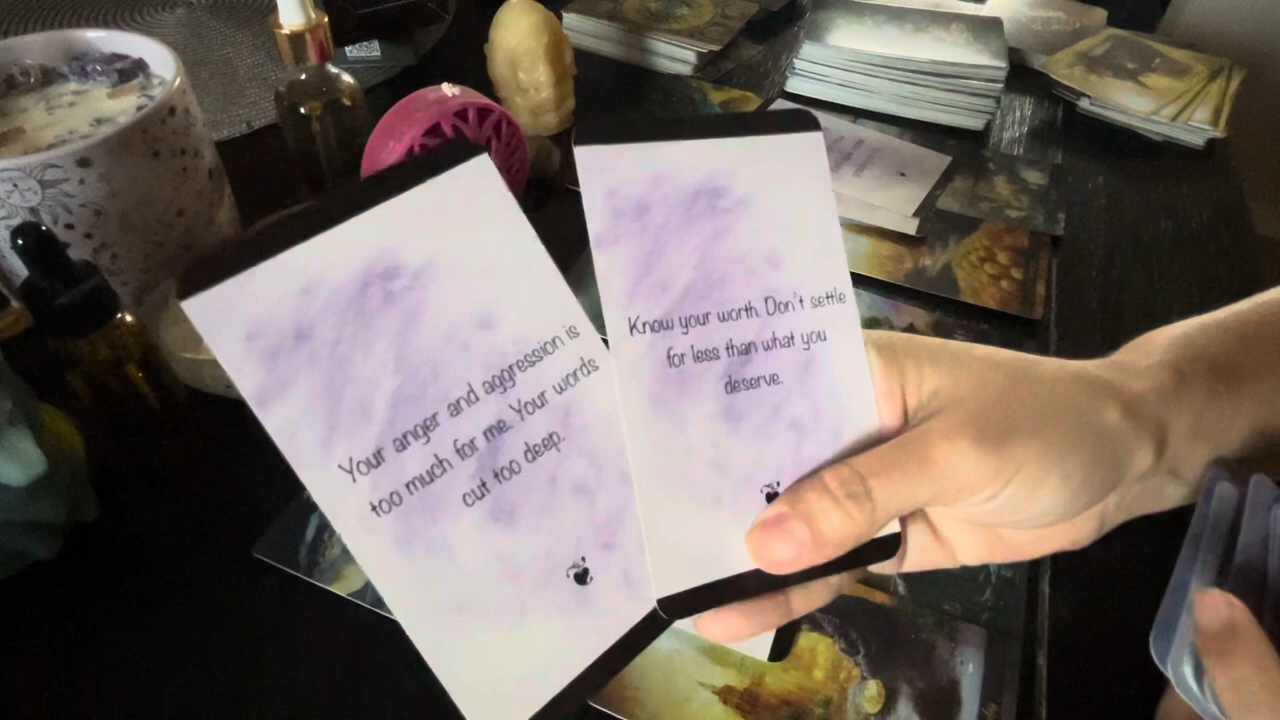 Your anger and aggression is
too much for me. Your words
cut too deep.
Know your worth. Don't settle
for less than what you
deserve.